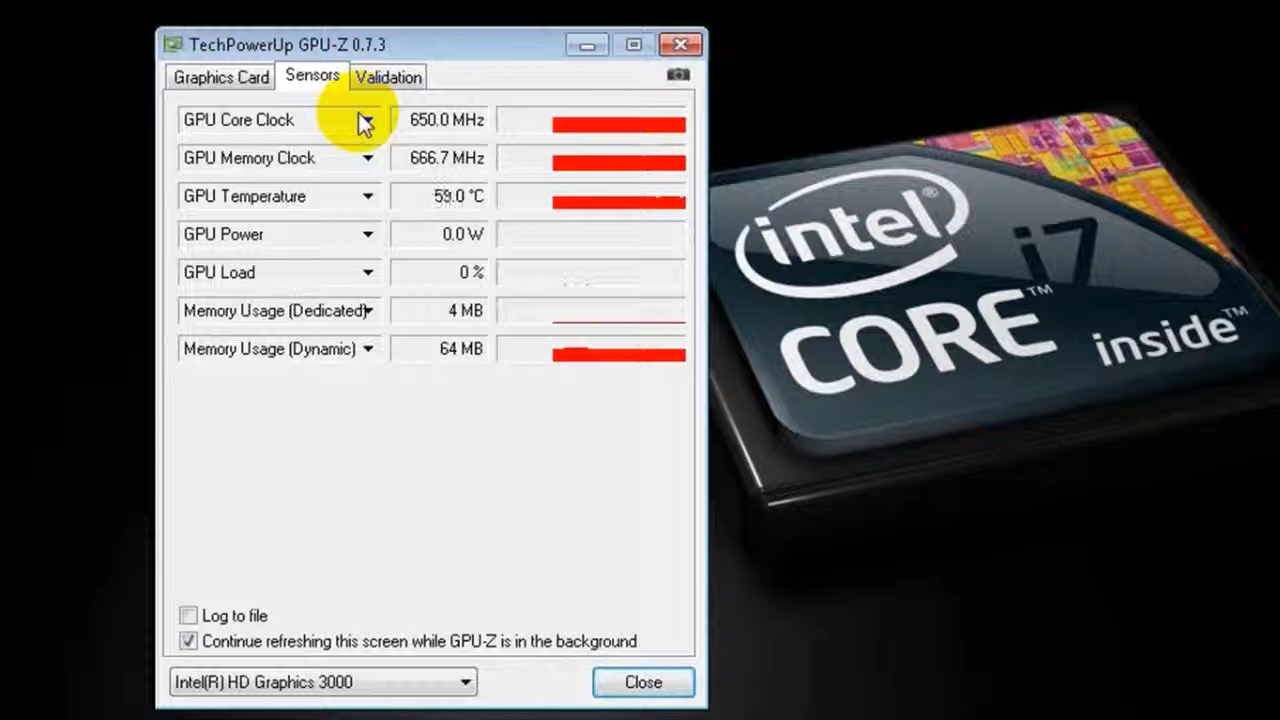 TechPowerUp GPU-Z 0.7.3
Graphics Card Sensors Validation
GPU Core Clock 650.0 MHz
GPU Memory Clock 666.7 MHz
GPU Temperature 59.0 °C
GPU Power 0.0 W
GPU Load 0 %
Memory Usage (Dedicated) 4 MB
Memory Usage (Dynamic) 64 MB
Log to file
Continue refreshing this screen while GPU-Z is in the background
Intel(R) HD Graphics 3000 Close
intel®
i7
CORE™
inside™